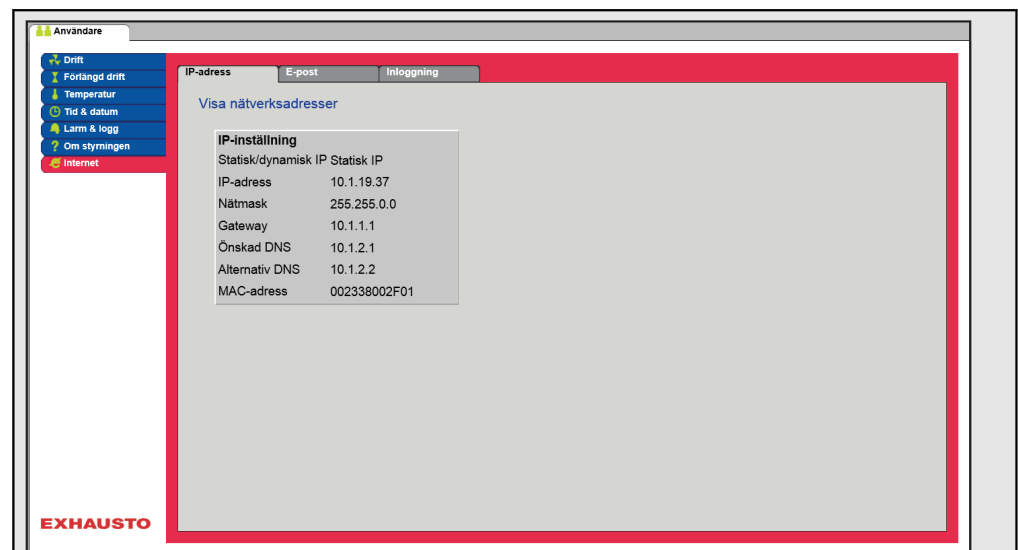 Användare
Drift
Förlängd drift
Temperatur
Tid & datum
Larm & logg
Om styrningen
Internet
IP-adress E-post Inloggning
Visa nätverksadresser
IP-inställning
Statisk/dynamisk IP Statisk IP
IP-adress 10.1.19.37
Nätmask 255.255.0.0
Gateway 10.1.1.1
Önskad DNS 10.1.2.1
Alternativ DNS 10.1.2.2
MAC-adress 002338002F01
EXHAUSTO